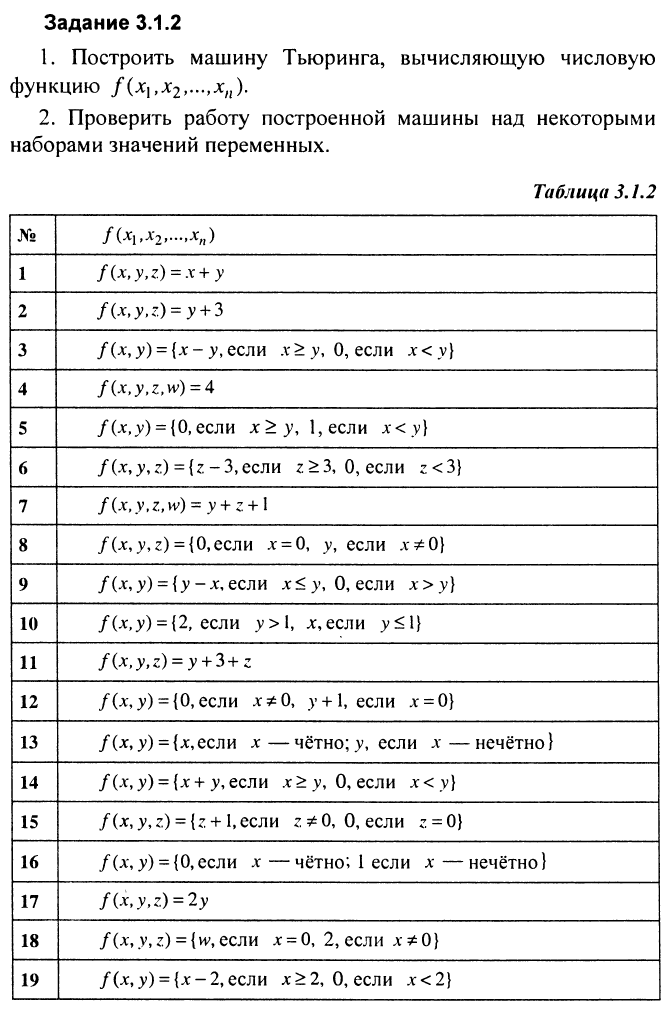 Задание 3.1.2
1. Построить машину Тьюринга, вычисляющую числовую
функцию f(x₁,x₂,...,xₙ).
2. Проверить работу построенной машины над некоторыми
наборами значений переменных.
Таблица 3.1.2
№ f(x₁,x₂,...,xₙ)
1 f(x,y,z)=x+y
2 f(x,y,z)=y+3
3 f(x,y)={x−y,если x≥y, 0,если x<y}
4 f(x,y,z,w)=4
5 f(x,y)={0,если x≥y, 1,если x<y}
6 f(x,y,z)={z−3,если z≥3, 0,если z<3}
7 f(x,y,z,w)=y+z+1
8 f(x,y,z)={0,если x=0, y, если x≠0}
9 f(x,y)={y−x,если x≤y, 0,если x>y}
10 f(x,y)={2, если y>1, x,если y≤1}
11 f(x,y,z)=y+3+z
12 f(x,y)={0,если x≠0, y+1, если x=0}
13 f(x,y)={x,если x — чётно; y, если x — нечётно}
14 f(x,y)={x+y,если x≥y, 0,если x<y}
15 f(x,y,z)={z+1,если z≠0, 0,если z=0}
16 f(x,y)={0,если x — чётно; 1 если x — нечётно}
17 f(x,y,z)=2y
18 f(x,y,z)={w,если x=0, 2,если x≠0}
19 f(x,y)={x−2,если x≥2, 0,если x<2}